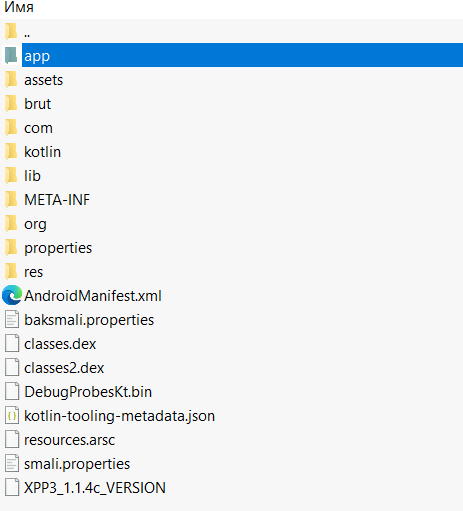 Имя
..
app
assets
brut
com
kotlin
lib
META-INF
org
properties
res
AndroidManifest.xml
baksmali.properties
classes.dex
classes2.dex
DebugProbesKt.bin
kotlin-tooling-metadata.json
resources.arsc
smali.properties
XPP3_1.1.4c_VERSION